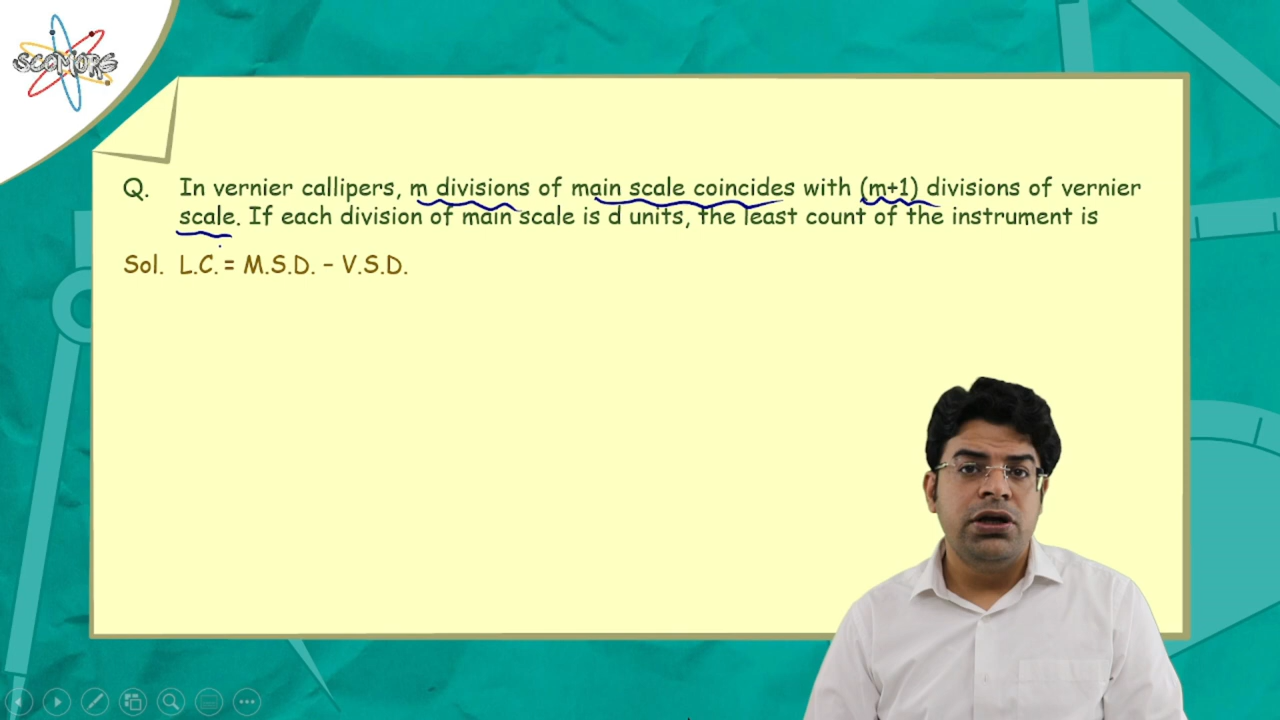 SCOMORS
Q. In vernier callipers, m divisions of main scale coincides with (m+1) divisions of vernier
scale. If each division of main scale is d units, the least count of the instrument is
Sol. L.C. = M.S.D. – V.S.D.